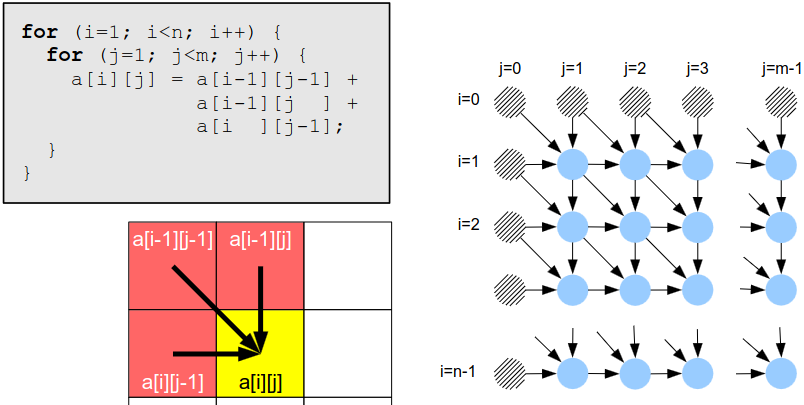 for (i=1; i<n; i++) {
  for (j=1; j<m; j++) {
    a[i][j] = a[i-1][j-1] +
              a[i-1][j  ] +
              a[i  ][j-1];
  }
}
a[i-1][j-1] a[i-1][j]
a[i][j-1] a[i][j]
j=0 j=1 j=2 j=3 j=m-1
i=0
i=1
i=2
i=n-1